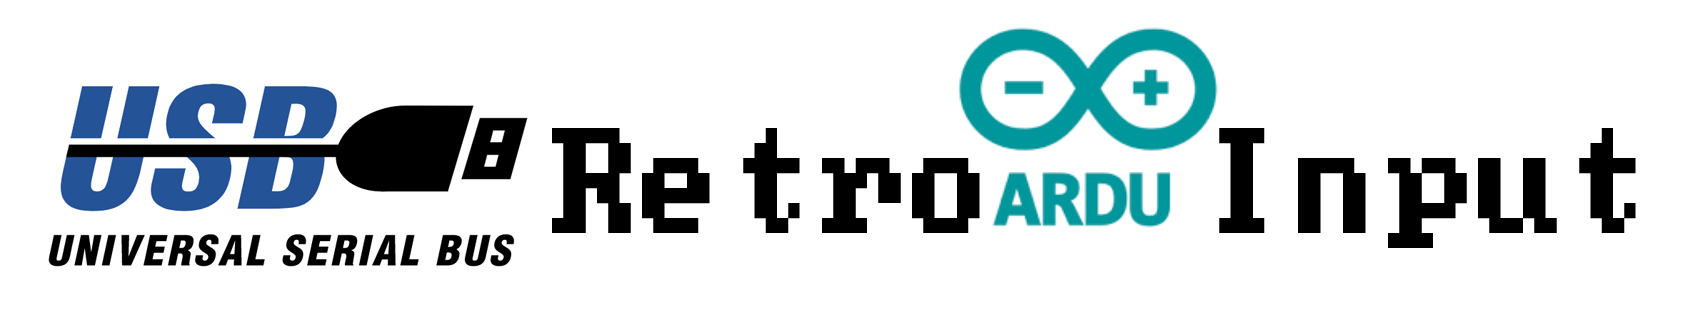 USB
UNIVERSAL SERIAL BUS
Retro ARDU Input